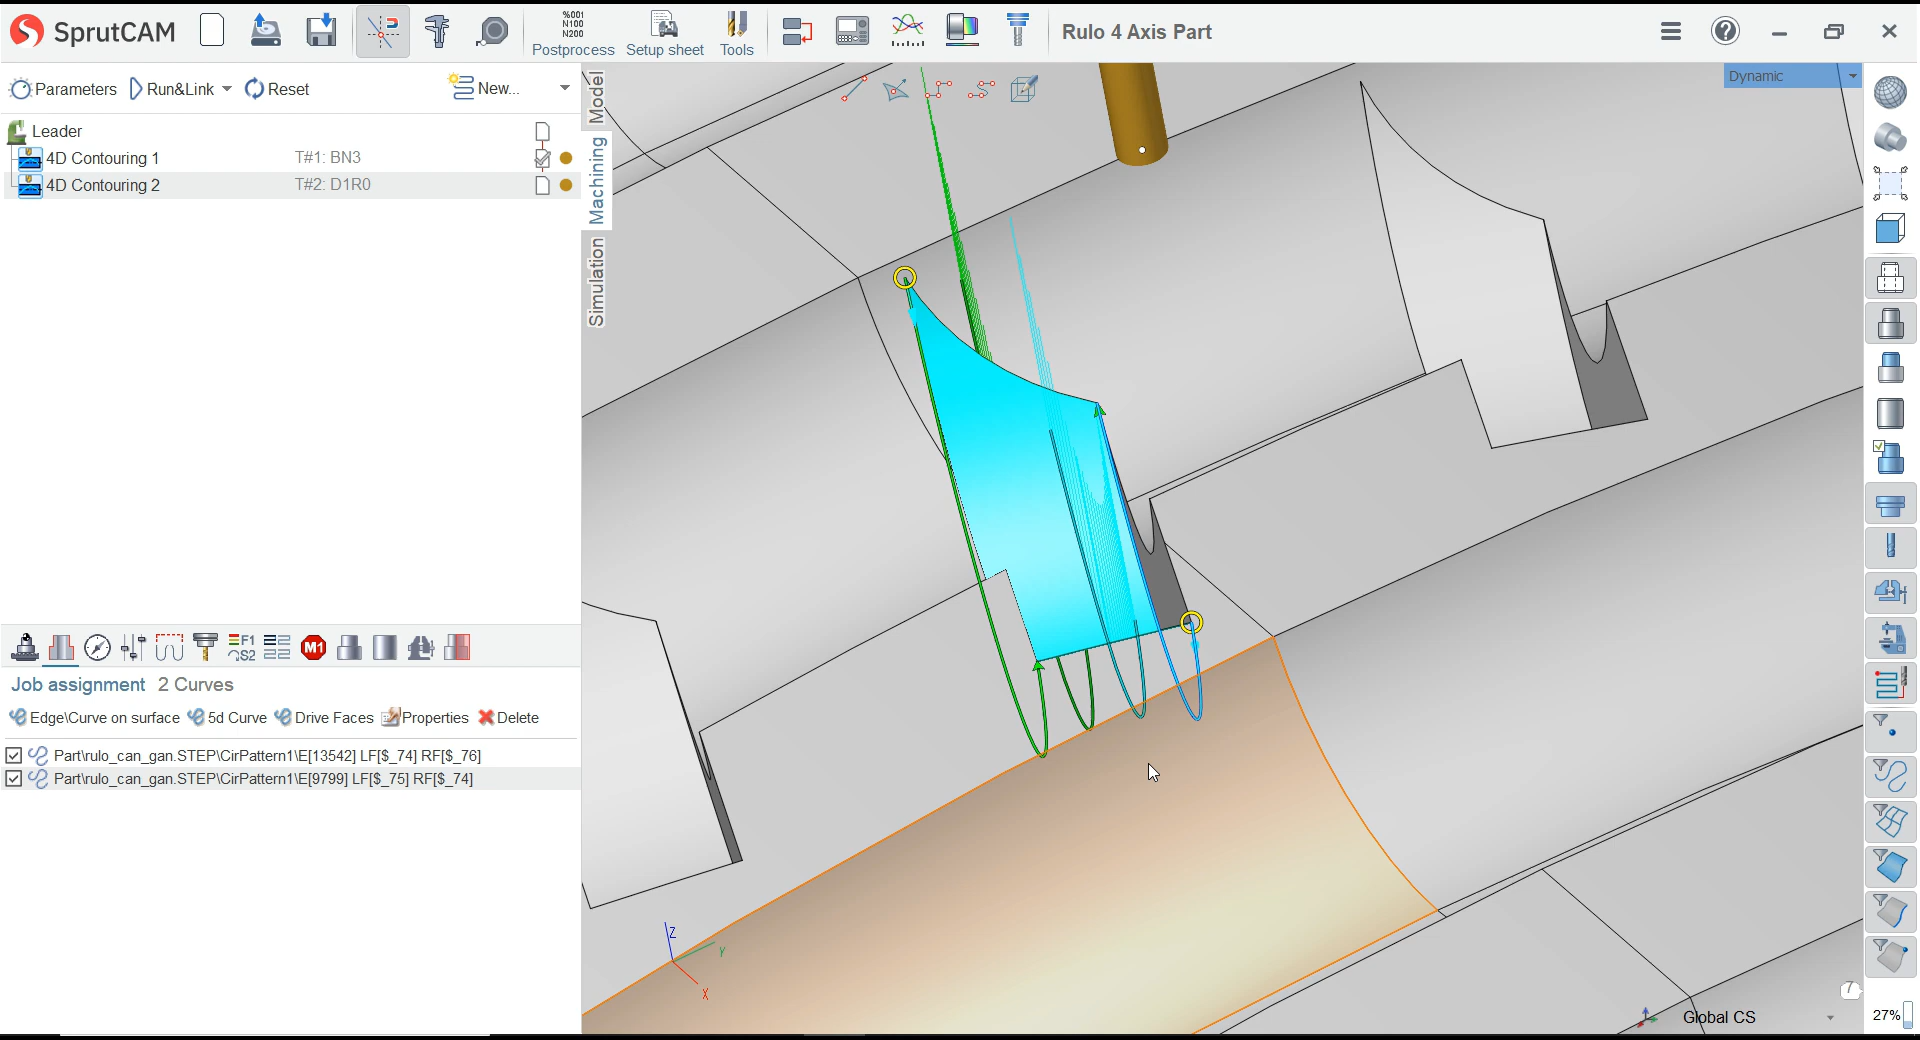 SprutCAM
%001
N100
N200
Postprocess
Setup sheet
Tools
Rulo 4 Axis Part
Parameters
Run&Link
Reset
New...
Leader
4D Contouring 1
T#1: BN3
4D Contouring 2
T#2: D1R0
Model
Machining
Simulation
Dynamic
F1
S2
M1
Job assignment
2 Curves
Edge\Curve on surface
5d Curve
Drive Faces
Properties
Delete
Part\rulo_can_gan.STEP\CirPattern1\E[13542] LF[$_74] RF[$_76]
Part\rulo_can_gan.STEP\CirPattern1\E[9799] LF[$_75] RF[$_74]
Z
Y
X
7
Global CS
27%